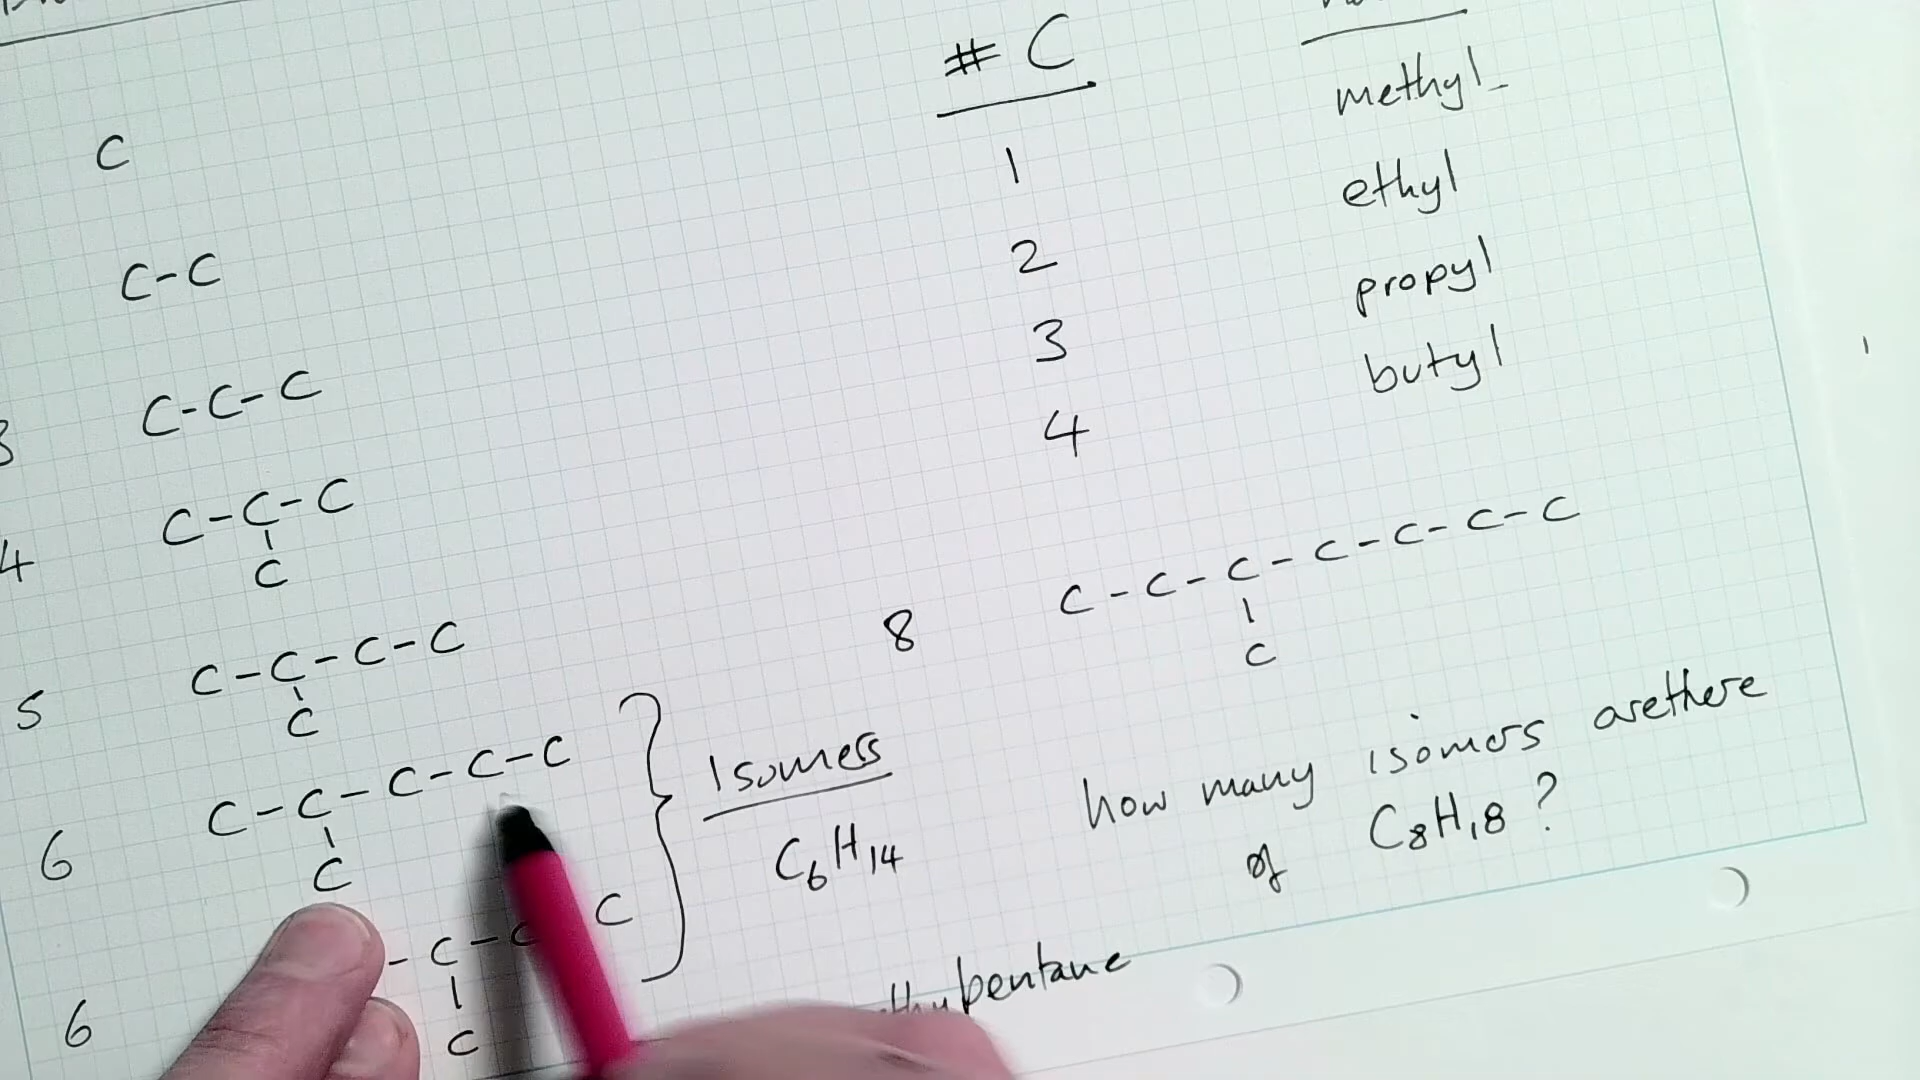 # C
methyl-
C
1
ethyl
C-C
2
propyl
3
C-C-C
3
butyl
4
C-C-C
C
4
C-C-C-C-C-C-C
C
8
5
C-C-C-C
C
6
C-C-C-C-C
C
Isomers
C₆H₁₄
how many isomers arethere
of C₈H₁₈?
6
-C-C C
C